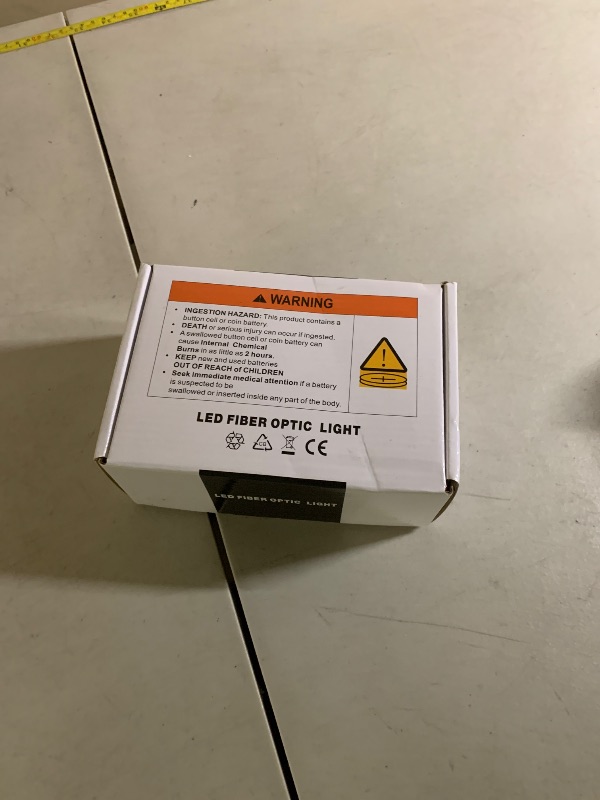 WARNING
• INGESTION HAZARD: This product contains a
button cell or coin battery.
• DEATH or serious injury can occur if ingested.
• A swallowed button cell or coin battery can
cause Internal Chemical
Burns in as little as 2 hours.
• KEEP new and used batteries
OUT OF REACH of CHILDREN
• Seek immediate medical attention if a battery
is suspected to be
swallowed or inserted inside any part of the body.
LED FIBER OPTIC LIGHT
CE
LED FIBER OPTIC LIGHT